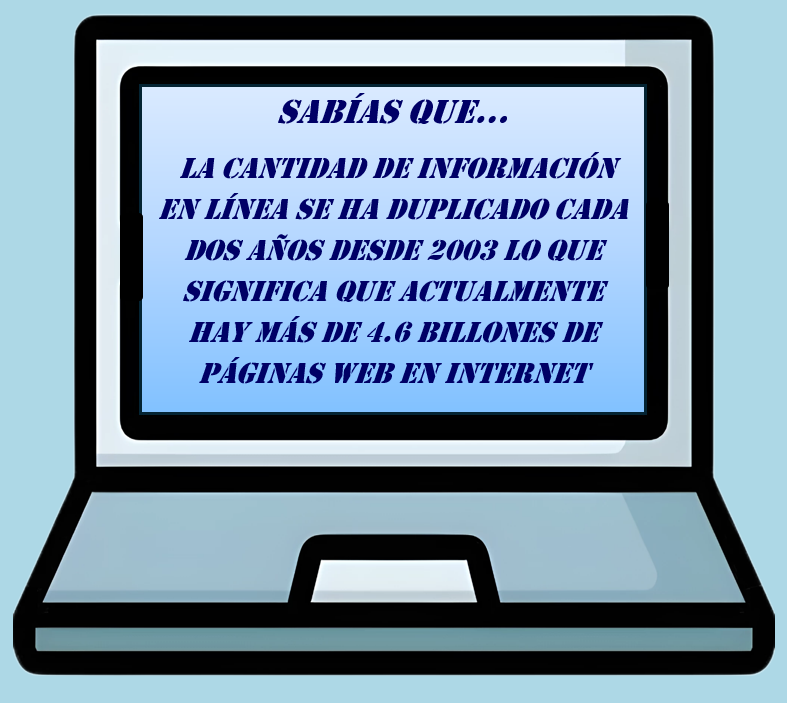 SABÍAS QUE...
LA CANTIDAD DE INFORMACIÓN
EN LÍNEA SE HA DUPLICADO CADA
DOS AÑOS DESDE 2003 LO QUE
SIGNIFICA QUE ACTUALMENTE
HAY MÁS DE 4.6 BILLONES DE
PÁGINAS WEB EN INTERNET